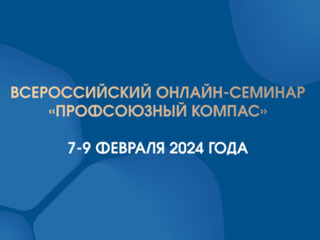 ВСЕРОССИЙСКИЙ ОНЛАЙН-СЕМИНАР
«ПРОФСОЮЗНЫЙ КОМПАС»
7-9 ФЕВРАЛЯ 2024 ГОДА